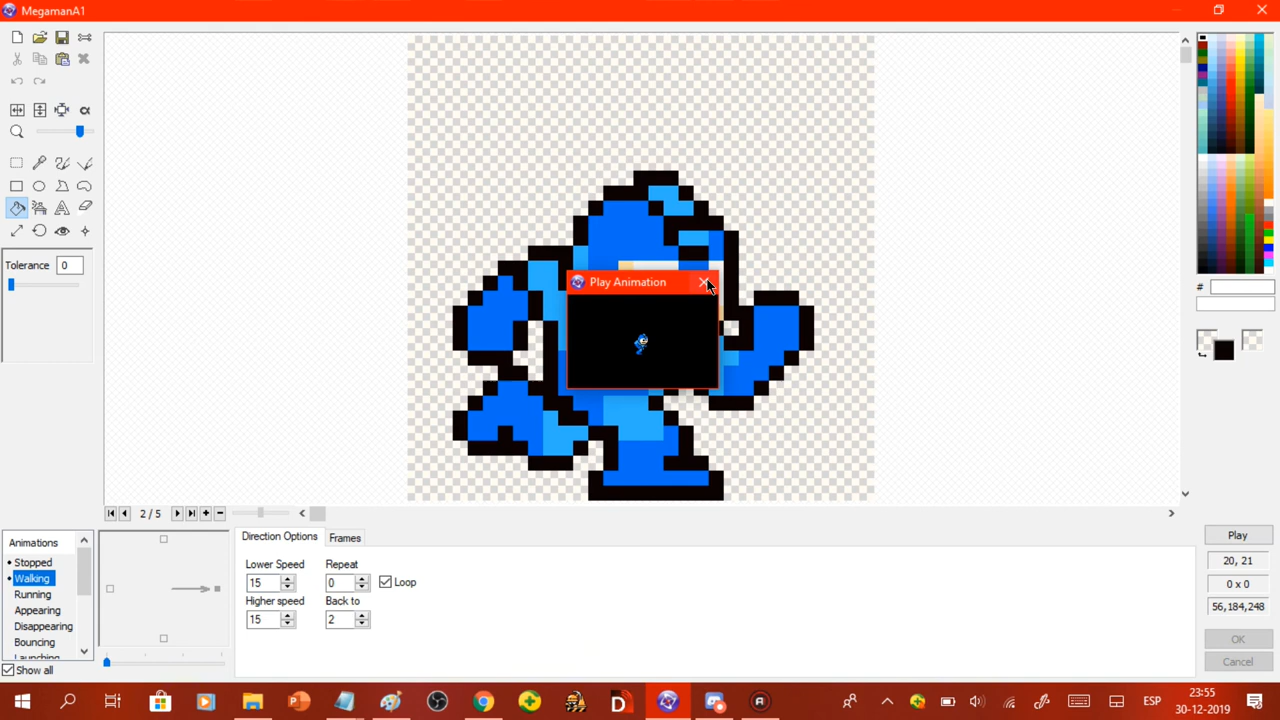 MegamanA1
Tolerance 0
#
Play Animation
2 / 5
Animations
Stopped
Walking
Running
Appearing
Disappearing
Bouncing
Launching
Show all
Direction Options
Frames
Lower Speed
Repeat
15
0
Loop
Higher speed
Back to
15
2
Play
20, 21
0 x 0
56,184,248
OK
Cancel
ESP
23:55
30-12-2019